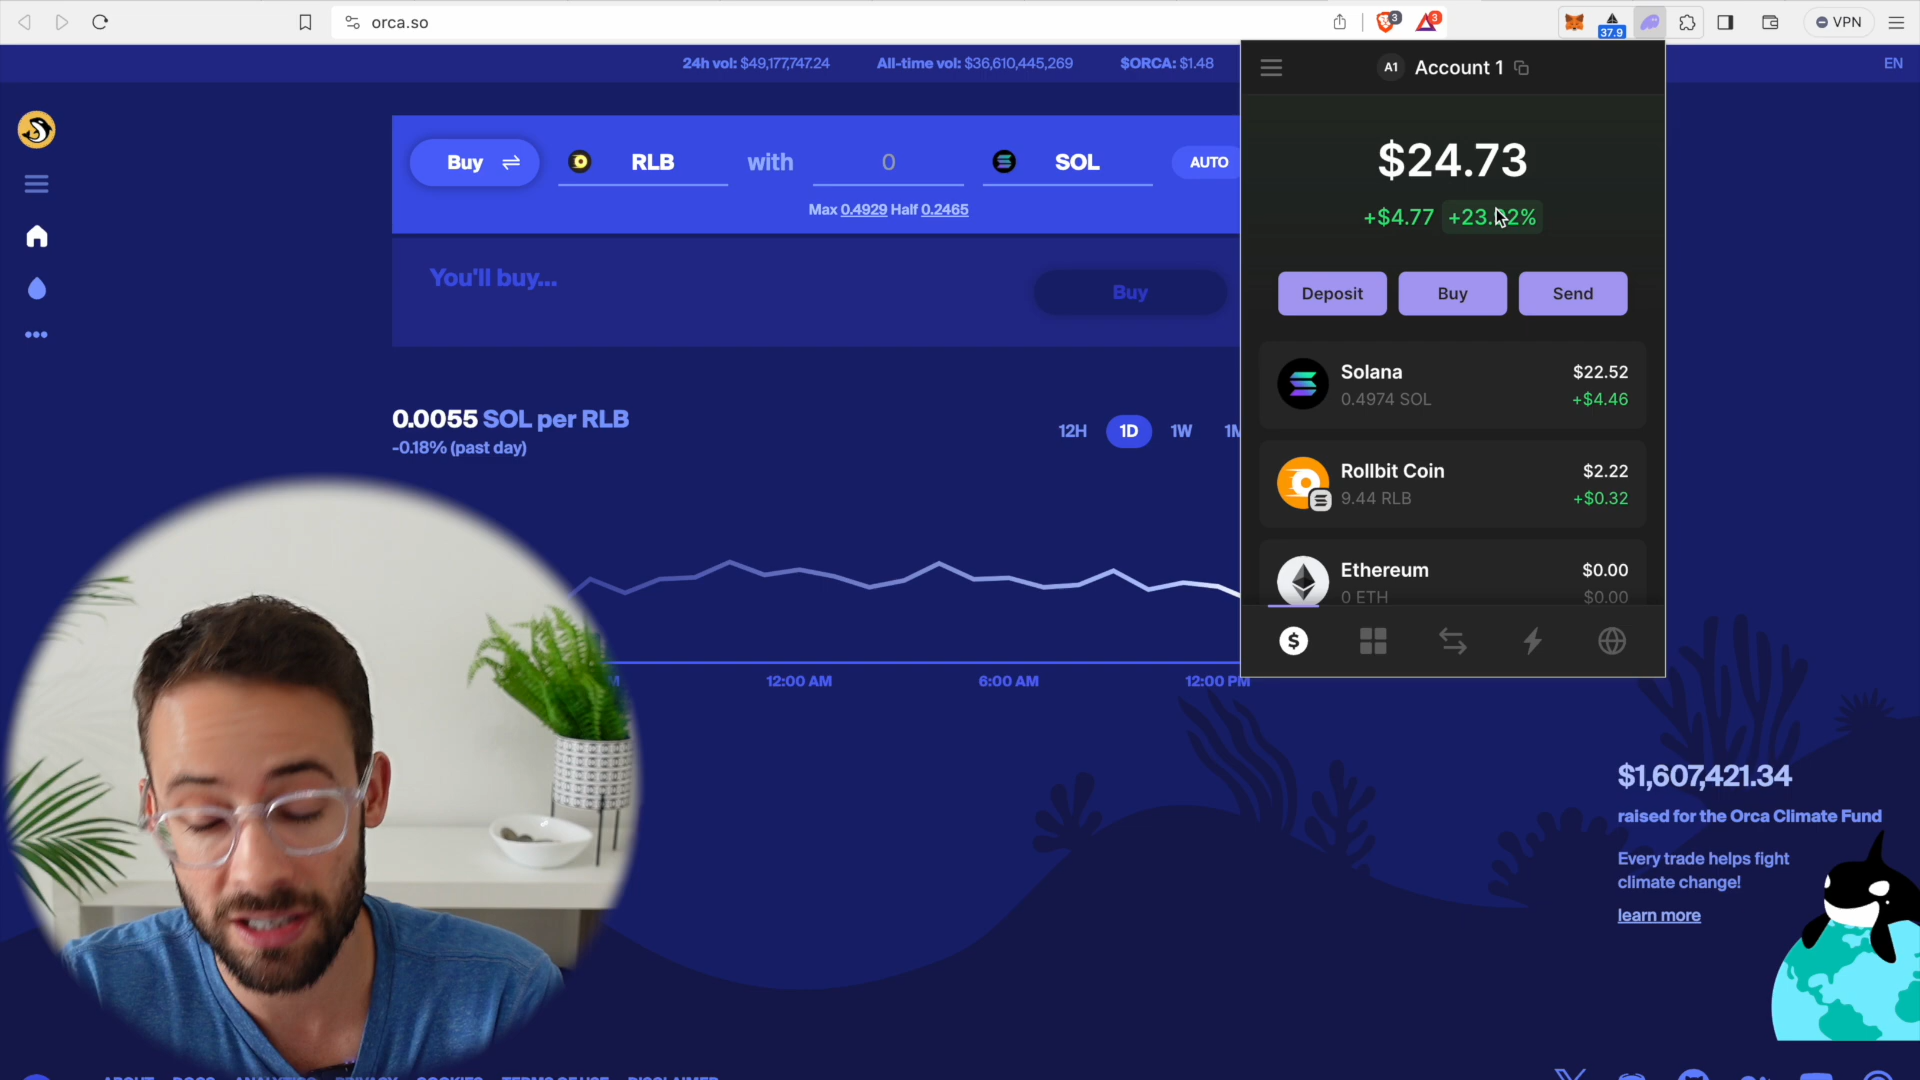 orca.so
3
3
37.9
VPN
24h vol: $49,177,747.24
All-time vol: $36,610,445,269
$ORCA: $1.48
EN
A1
Account 1
$24.73
+$4.77
Deposit
Buy
Send
Solana
$22.52
0.4974 SOL
+$4.46
Rollbit Coin
$2.22
9.44 RLB
+$0.32
Ethereum
$0.00
0 ETH
$0.00
Buy
RLB
with
0
SOL
AUTO
Max 0.4929 Half 0.2465
You'll buy...
Buy
0.0055 SOL per RLB
-0.18% (past day)
12H
1D
1W
12:00 AM
6:00 AM
12:00 PM
$1,607,421.34
raised for the Orca Climate Fund
Every trade helps fight
climate change!
learn more